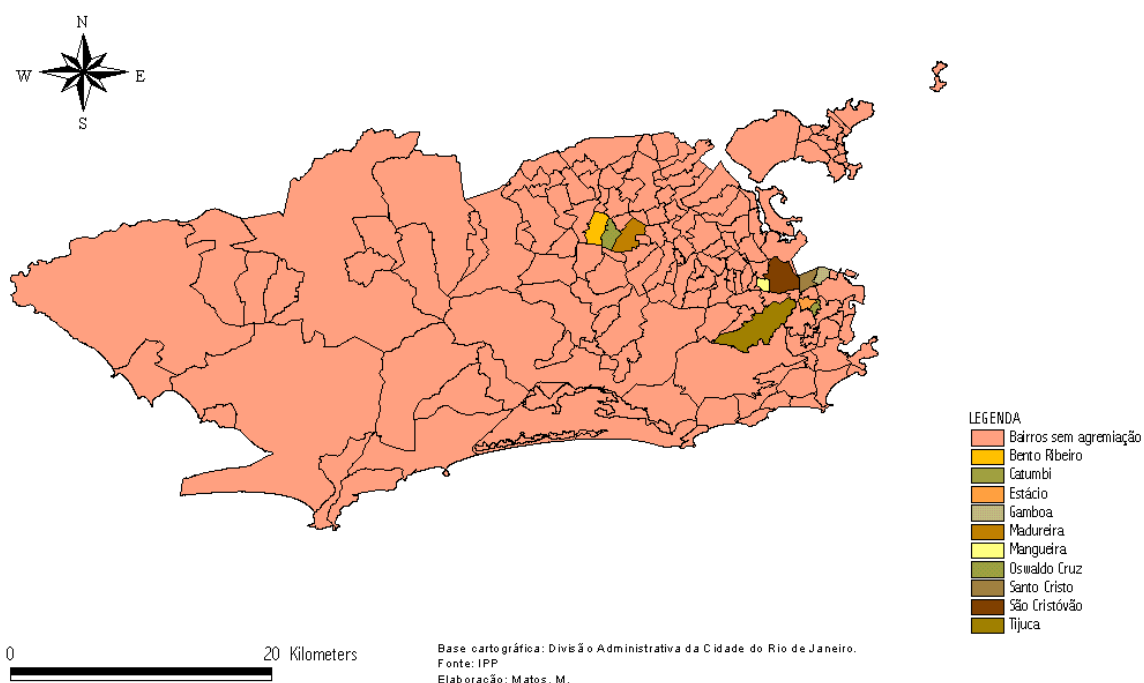 N
W E
S
LEGENDA
Bairros sem agremiação
Bento Ribeiro
Catumbi
Estácio
Gamboa
Madureira
Mangueira
Oswaldo Cruz
Santo Cristo
São Cristóvão
Tijuca
0 20 Kilometers
Base cartográfica: Divisão Administrativa da Cidade do Rio de Janeiro.
Fonte: IPP
Elaboração: Matos, M.